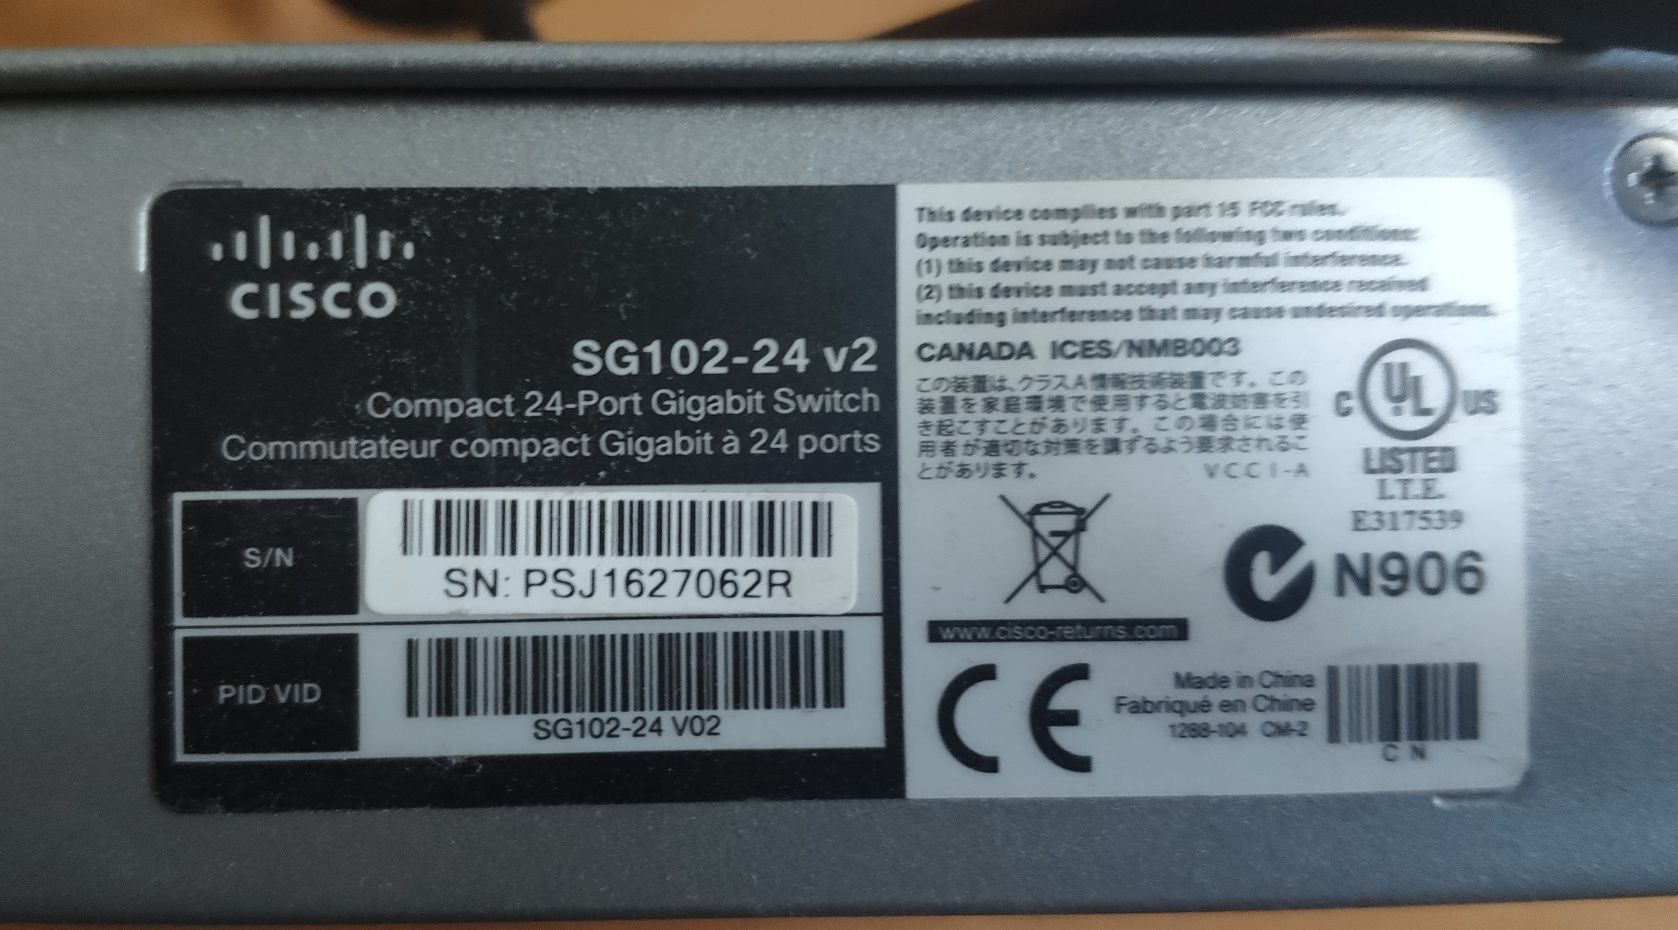 CISCO
SG102-24 v2
Compact 24-Port Gigabit Switch
Commutateur compact Gigabit à 24 ports
S/N
SN: PSJ1627062R
PID VID
SG102-24 V02
This device complies with part 15 FCC rules.
Operation is subject to the following two conditions:
(1) this device may not cause harmful interference.
(2) this device must accept any interference received
including interference that may cause undesired operations.
CANADA ICES/NMB003
この装置は、クラスA情報技術装置です。この
装置を家庭環境で使用すると電波妨害を引
き起こすことがあります。この場合には使
用者が適切な対策を講ずるよう要求されるこ
とがあります。
VCCI-A
C UL US
LISTED
I.T.E.
E317539
N906
www.cisco-returns.com
CE
Made in China
Fabriqué en Chine
1288-104 CM-2
CN